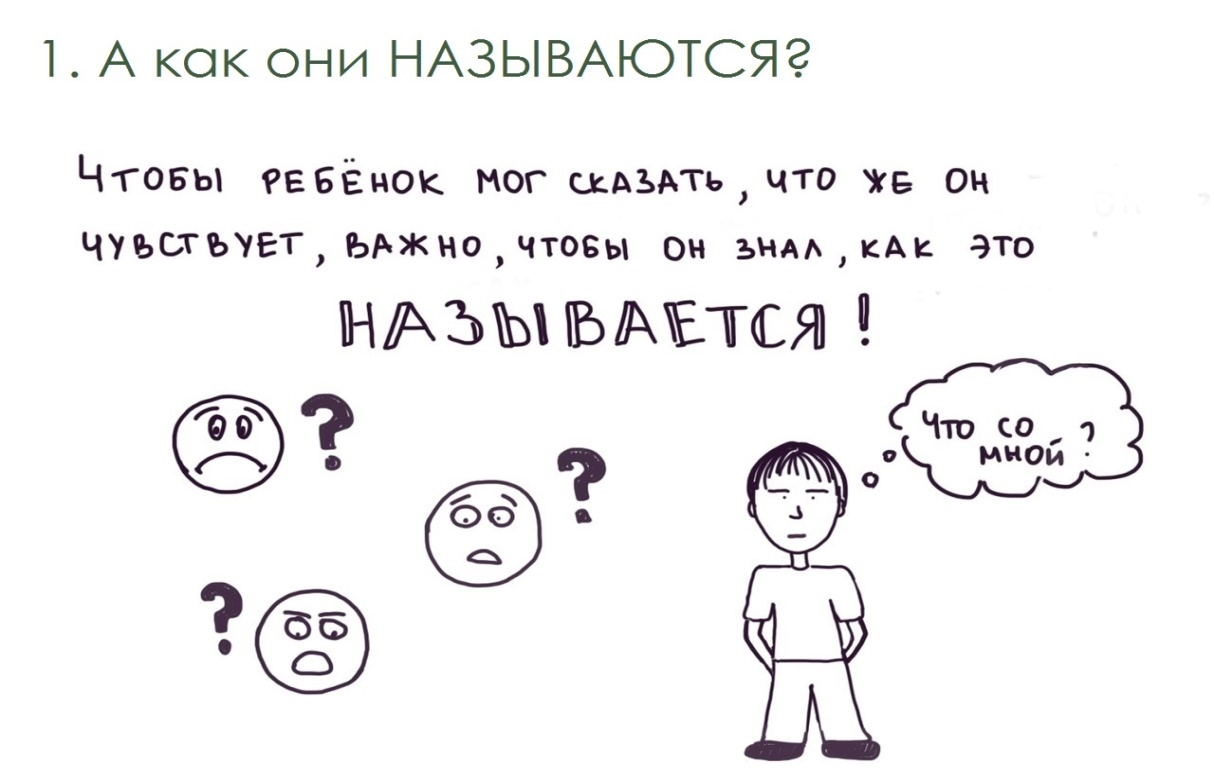 1. А как они НАЗЫВАЮТСЯ?
Чтобы ребёнок мог сказать, что же он
чувствует, важно, чтобы он знал, как это
НАЗЫВАЕТСЯ!
?
Что со
мной?
?
?